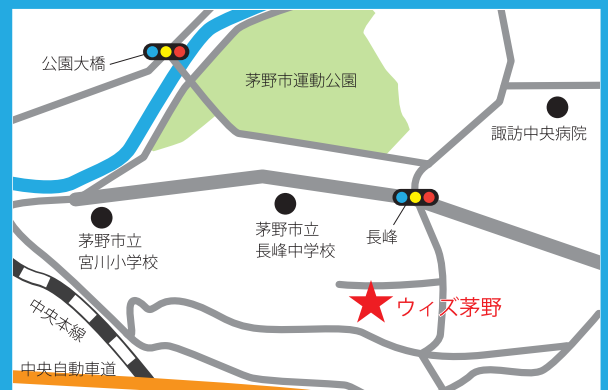 公園大橋
茅野市運動公園
諏訪中央病院
茅野市立
宮川小学校
茅野市立
長峰中学校
長峰
ウィズ茅野
中央本線
中央自動車道